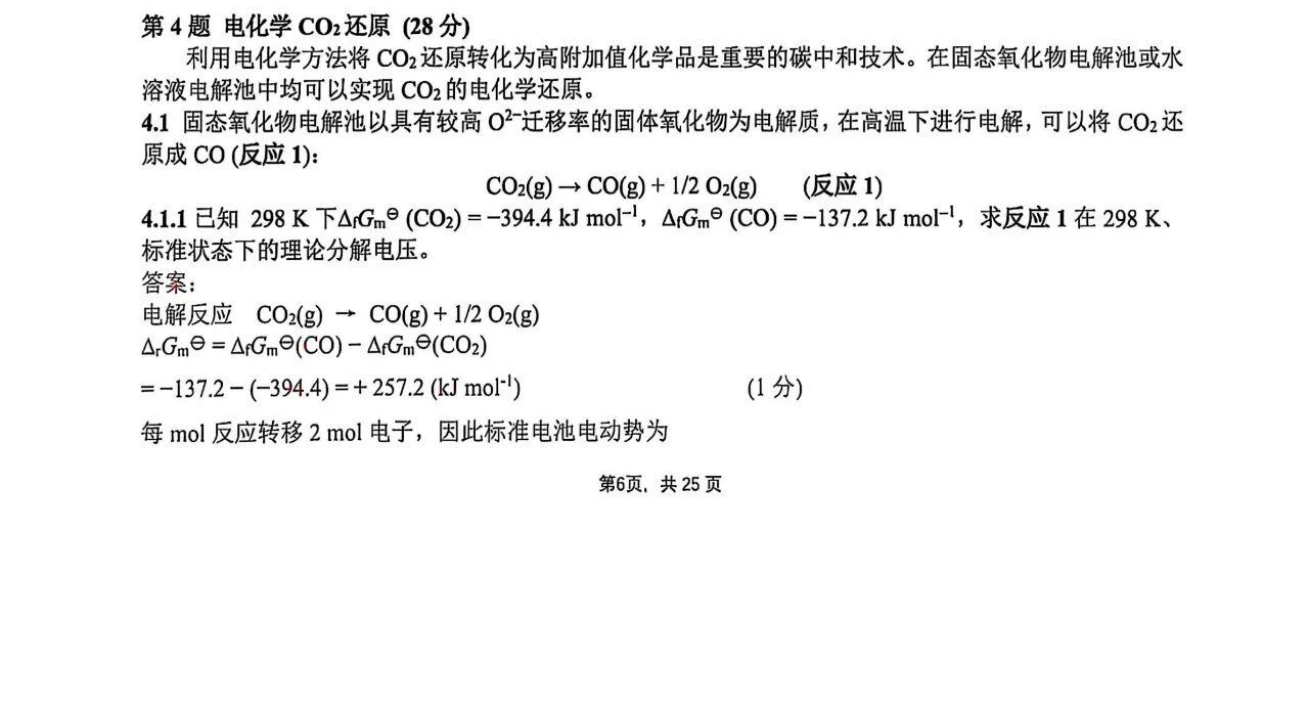 第 4 题 电化学 CO₂ 还原 (28 分)
利用电化学方法将 CO₂ 还原转化为高附加值化学品是重要的碳中和技术。在固态氧化物电解池或水
溶液电解池中均可以实现 CO₂ 的电化学还原。
4.1 固态氧化物电解池以具有较高 O²⁻迁移率的固体氧化物为电解质，在高温下进行电解，可以将 CO₂ 还
原成 CO (反应 1)：
CO₂(g) → CO(g) + 1/2 O₂(g) (反应 1)
4.1.1 已知 298 K 下ΔfGm⊖ (CO₂) = −394.4 kJ mol⁻¹，ΔfGm⊖ (CO) = −137.2 kJ mol⁻¹，求反应 1 在 298 K、
标准状态下的理论分解电压。
答案：
电解反应 CO₂(g) → CO(g) + 1/2 O₂(g)
ΔrGm⊖ = ΔfGm⊖(CO) − ΔfGm⊖(CO₂)
= −137.2 − (−394.4) = + 257.2 (kJ mol⁻¹) (1 分)
每 mol 反应转移 2 mol 电子，因此标准电池电动势为
第6页，共 25 页